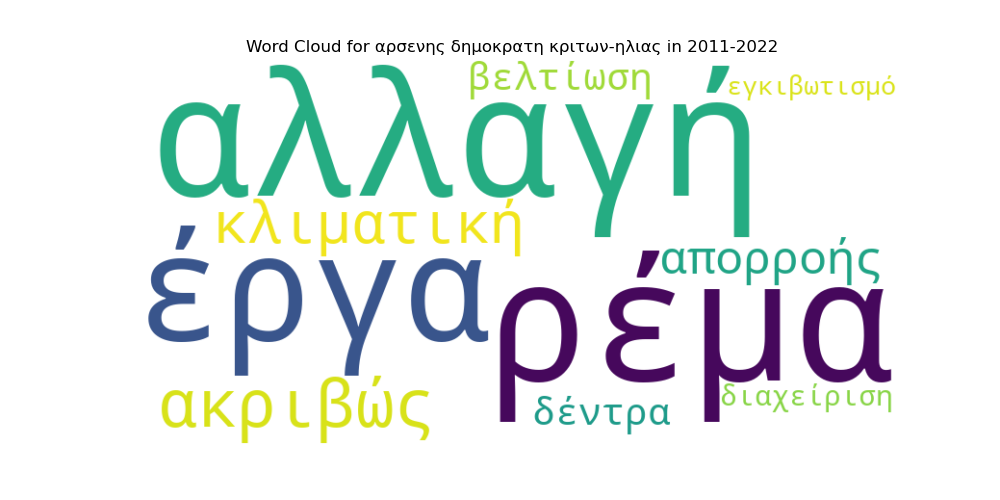 Word Cloud for αρσενης δημοκρατη κριτων-ηλιας in 2011-2022
βελτίωση
εγκιβωτισμό
αλλαγή
κλιματική
απορροής
έργα
ρέμα
ακριβώς
δέντρα
διαχείριση